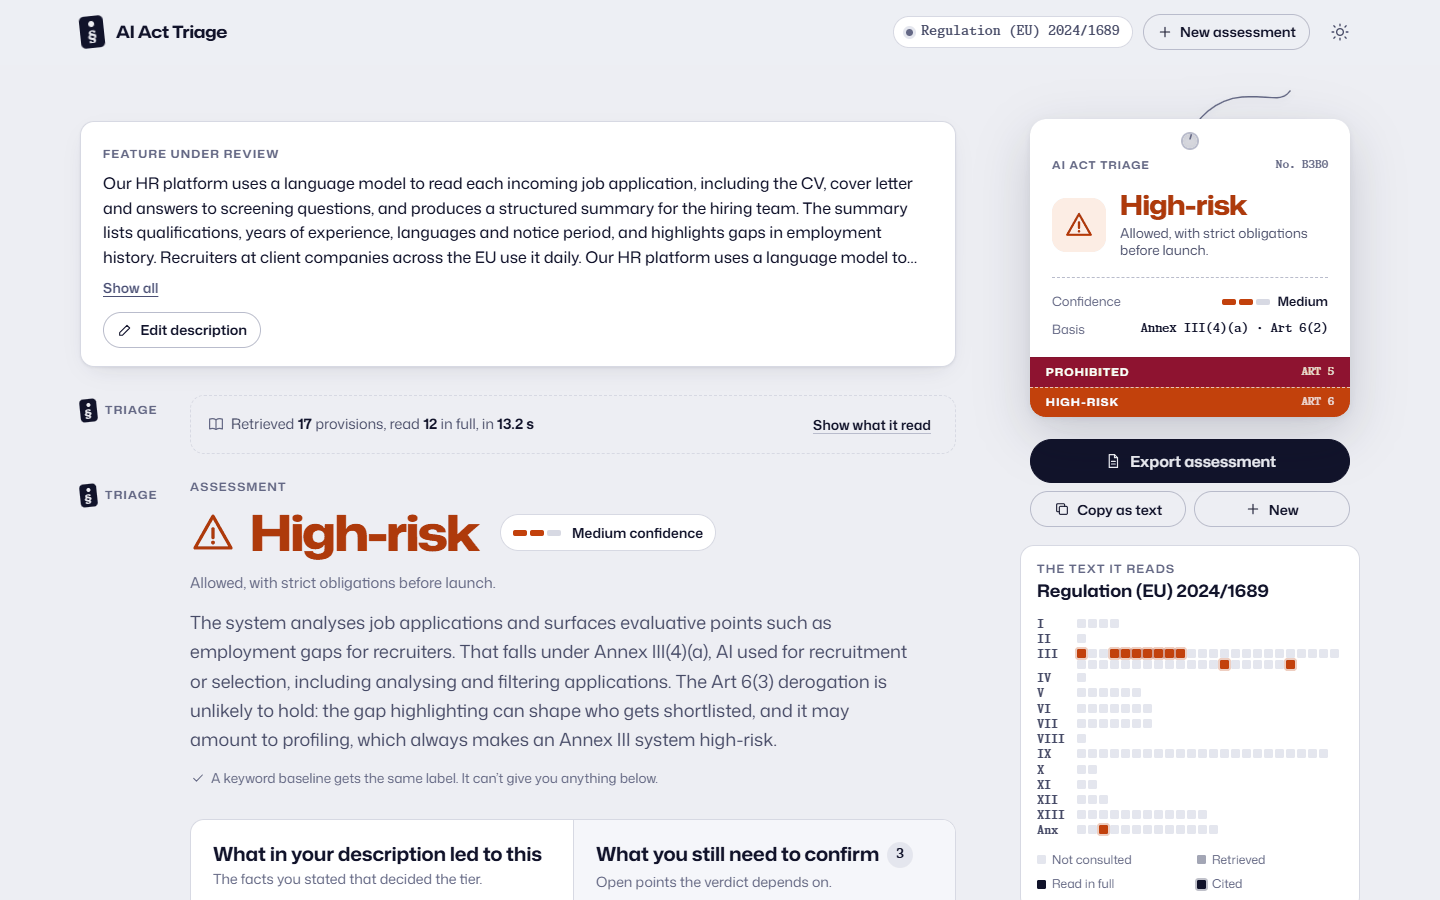 AI Act Triage
Regulation (EU) 2024/1689
New assessment
FEATURE UNDER REVIEW
Our HR platform uses a language model to read each incoming job application, including the CV, cover letter
and answers to screening questions, and produces a structured summary for the hiring team. The summary
lists qualifications, years of experience, languages and notice period, and highlights gaps in employment
history. Recruiters at client companies across the EU use it daily. Our HR platform uses a language model to...
Show all
Edit description
§ TRIAGE
Retrieved 17 provisions, read 12 in full, in 13.2 s
Show what it read
§ TRIAGE
ASSESSMENT
High-risk
Medium confidence
Allowed, with strict obligations before launch.
The system analyses job applications and surfaces evaluative points such as
employment gaps for recruiters. That falls under Annex III(4)(a), AI used for recruitment
or selection, including analysing and filtering applications. The Art 6(3) derogation is
unlikely to hold: the gap highlighting can shape who gets shortlisted, and it may
amount to profiling, which always makes an Annex III system high-risk.
A keyword baseline gets the same label. It can't give you anything below.
What in your description led to this
The facts you stated that decided the tier.
What you still need to confirm 3
Open points the verdict depends on.
AI ACT TRIAGE
No. B3B0
High-risk
Allowed, with strict obligations
before launch.
Confidence
Medium
Basis
Annex III(4)(a) · Art 6(2)
PROHIBITED
ART 5
HIGH-RISK
ART 6
Export assessment
Copy as text
New
THE TEXT IT READS
Regulation (EU) 2024/1689
I
II
III
IV
V
VI
VII
VIII
IX
X
XI
XII
XIII
Anx
Not consulted
Retrieved
Read in full
Cited